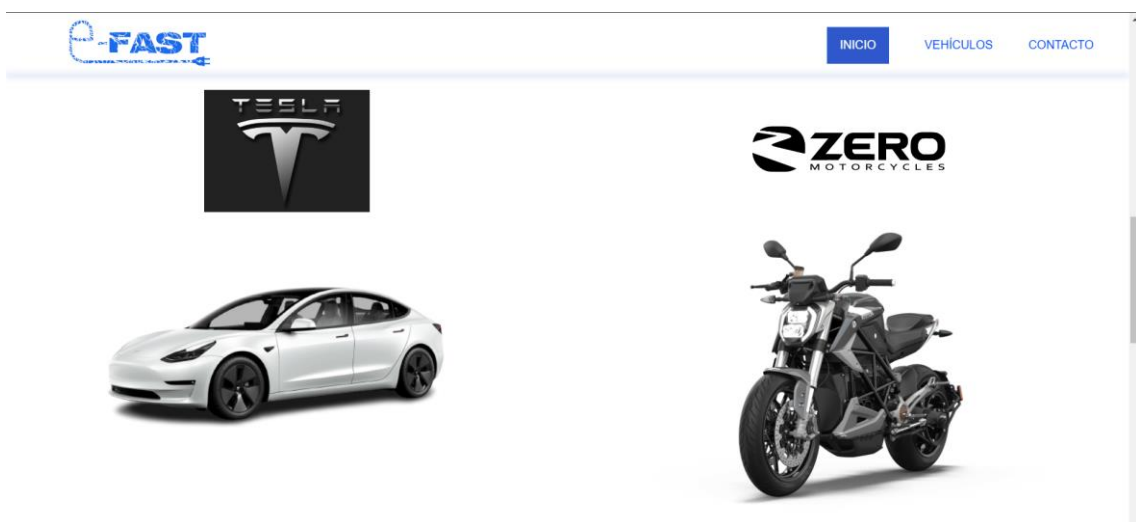 e-FAST
INICIO
VEHÍCULOS
CONTACTO
TESLA
ZERO
MOTORCYCLES